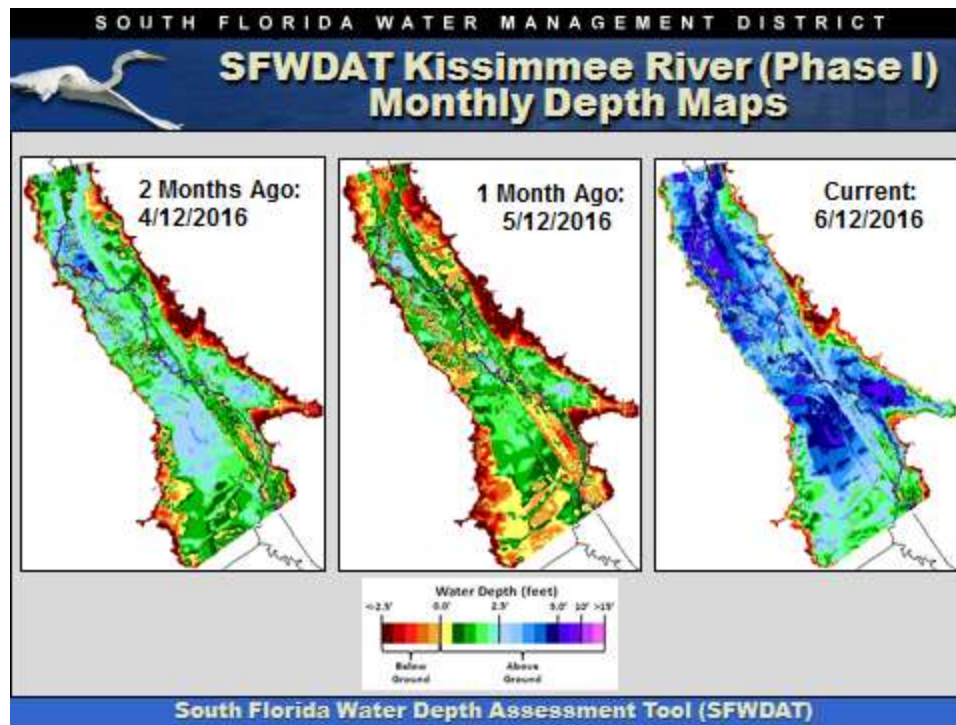 SOUTH FLORIDA WATER MANAGEMENT DISTRICT
SFWDAT Kissimmee River (Phase I)
Monthly Depth Maps
2 Months Ago:
4/12/2016
1 Month Ago:
5/12/2016
Current:
6/12/2016
Water Depth (feet)
<-2.5' 0.0' 2.5' 5.0' 10' >15'
Below
Ground
Above
Ground
South Florida Water Depth Assessment Tool (SFWDAT)